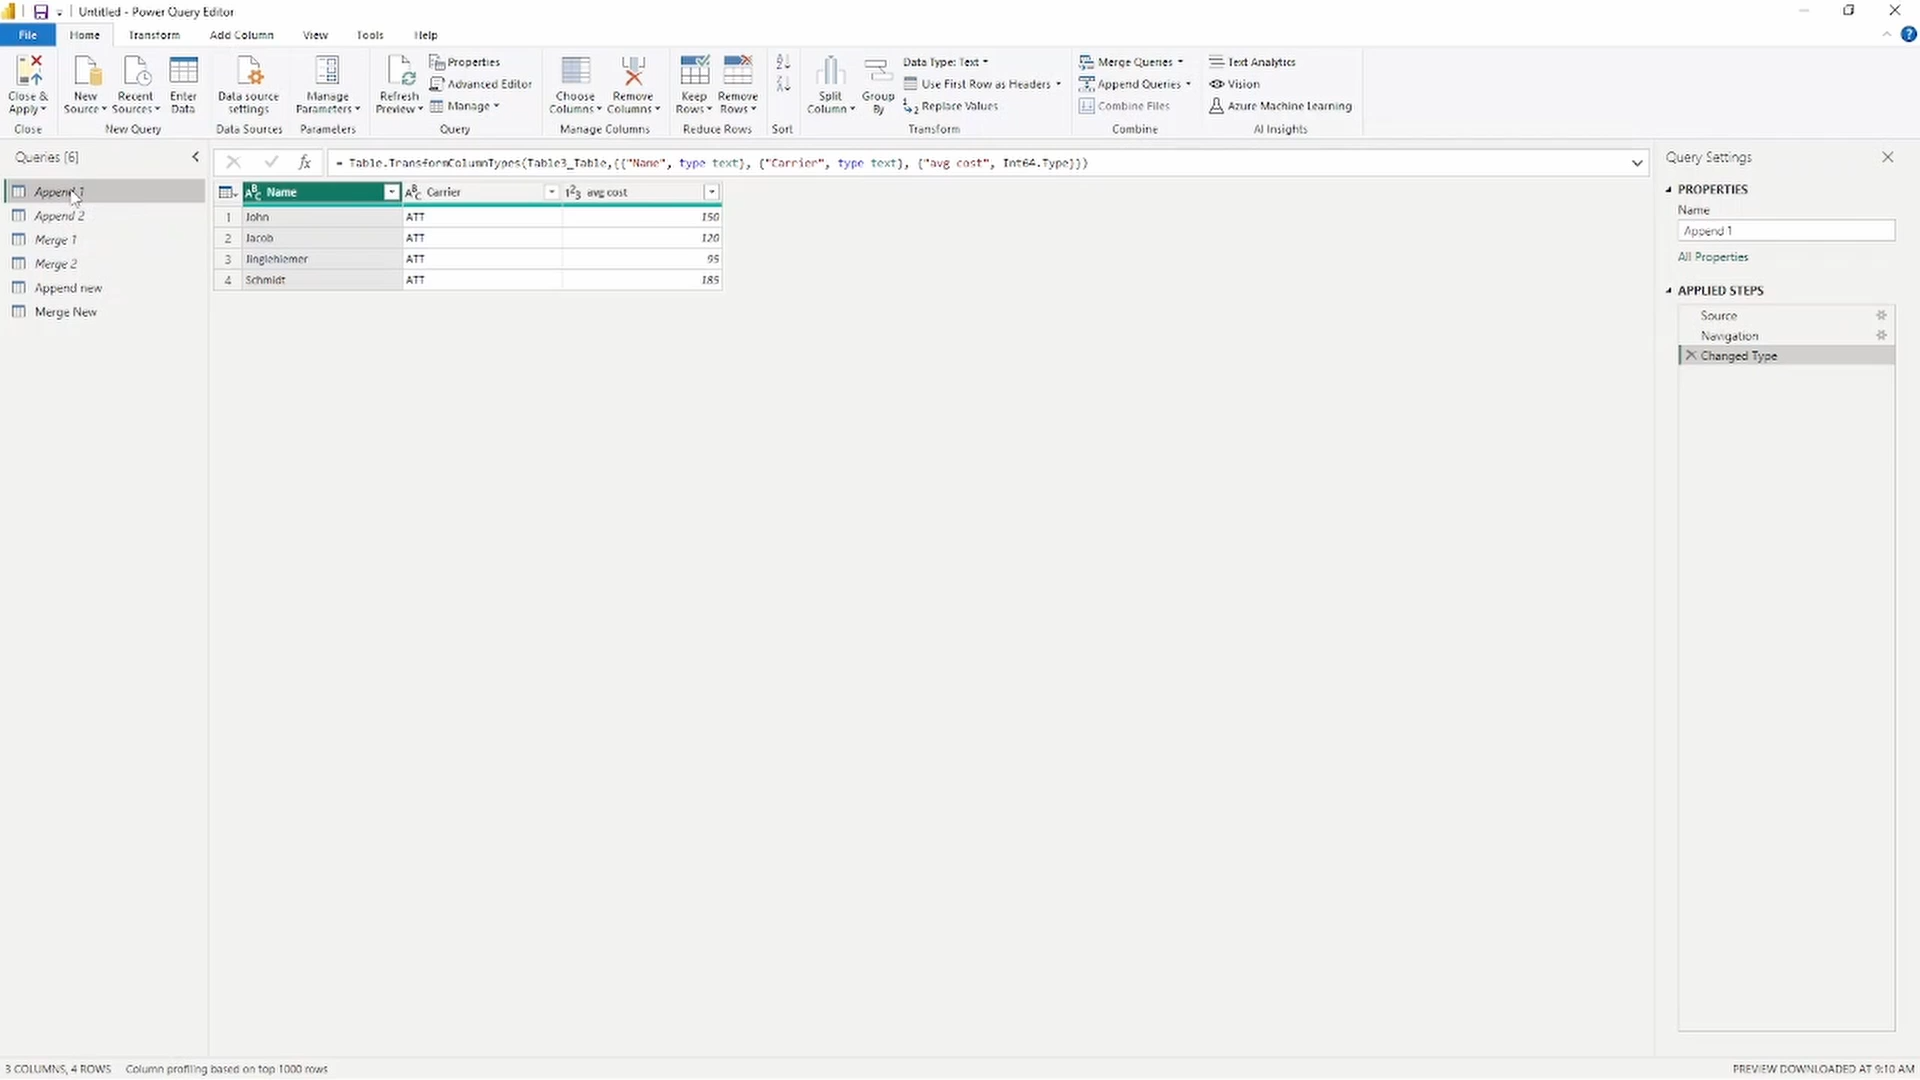 Untitled - Power Query Editor
File Home Transform Add Column View Tools Help
Close & Apply
Close
New Source
Recent Sources
Enter Data
New Query
Data source settings
Data Sources
Manage Parameters
Parameters
Refresh Preview
Properties
Advanced Editor
Manage
Query
Choose Columns
Remove Columns
Manage Columns
Keep Rows
Remove Rows
Reduce Rows
Sort
Split Column
Group By
Data Type: Text
Use First Row as Headers
Replace Values
Transform
Merge Queries
Append Queries
Combine Files
Combine
Text Analytics
Vision
Azure Machine Learning
AI Insights
Queries [6]
Append 1
Append 2
Merge 1
Merge 2
Append new
Merge New
fx = Table.TransformColumnTypes(Table3_Table,{{"Name", type text}, {"Carrier", type text}, {"avg cost", Int64.Type}})
Name Carrier avg cost
1 John ATT 150
2 Jacob ATT 120
3 Jinglehiemer ATT 95
4 Schmidt ATT 185
Query Settings
PROPERTIES
Name
Append 1
All Properties
APPLIED STEPS
Source
Navigation
Changed Type
3 COLUMNS, 4 ROWS Column profiling based on top 1000 rows
PREVIEW DOWNLOADED AT 9:10 AM